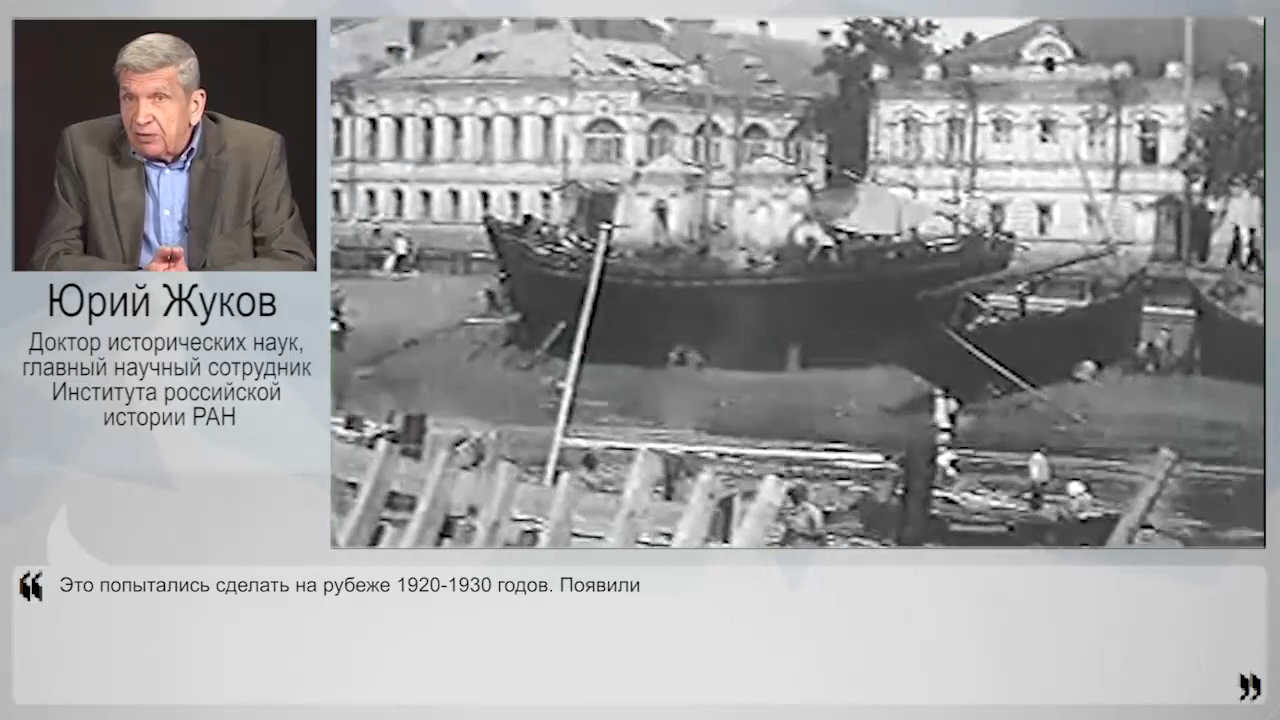 Юрий Жуков
Доктор исторических наук,
главный научный сотрудник
Института российской
истории РАН
Это попытались сделать на рубеже 1920-1930 годов. Появили